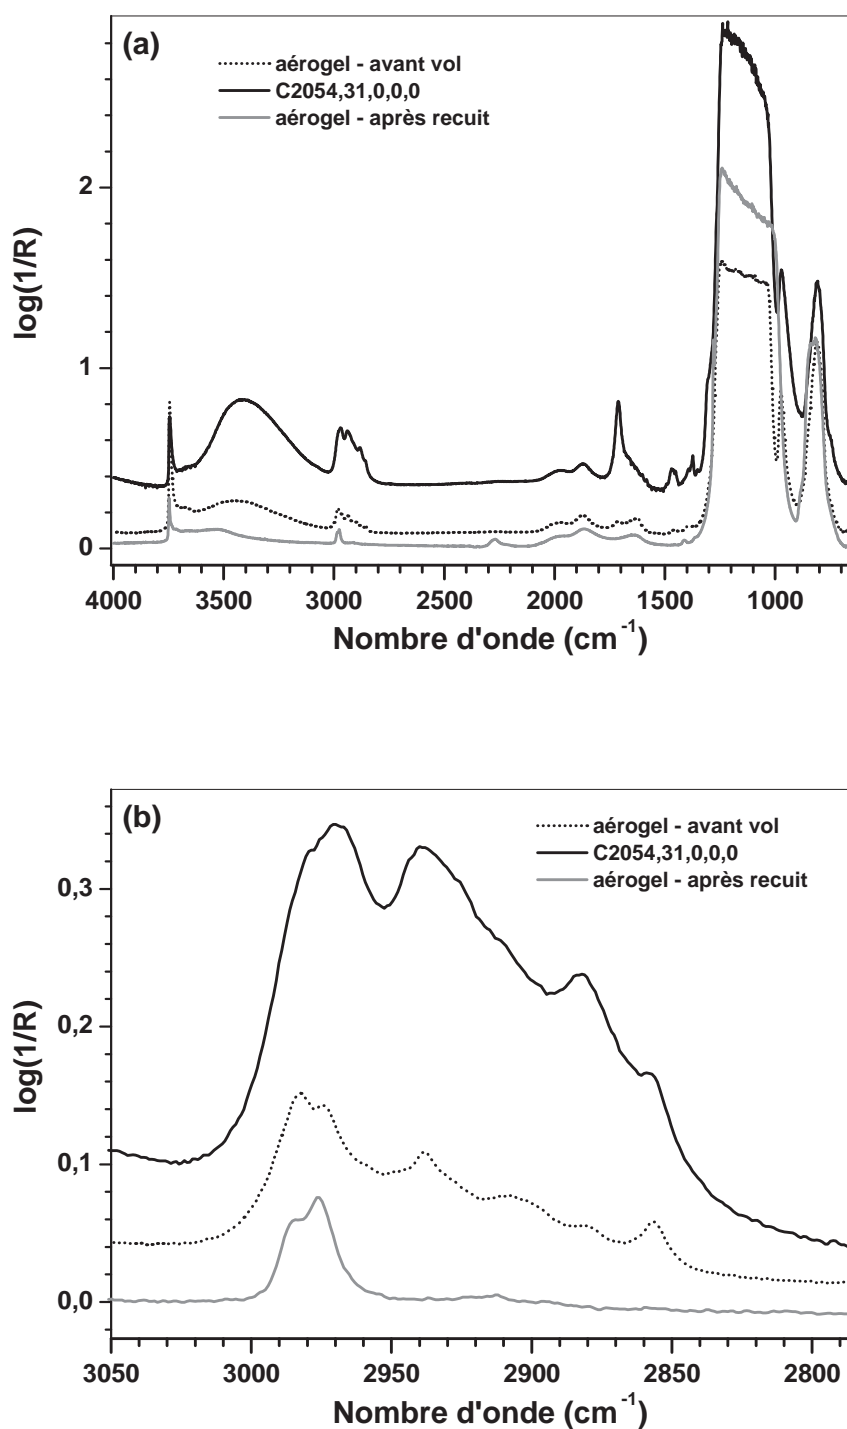 (a)
aérogel - avant vol
C2054,31,0,0,0
aérogel - après recuit
log(1/R)
2
1
0
4000 3500 3000 2500 2000 1500 1000
Nombre d'onde (cm⁻¹)
(b)
aérogel - avant vol
C2054,31,0,0,0
aérogel - après recuit
log(1/R)
0,3
0,2
0,1
0,0
3050 3000 2950 2900 2850 2800
Nombre d'onde (cm⁻¹)